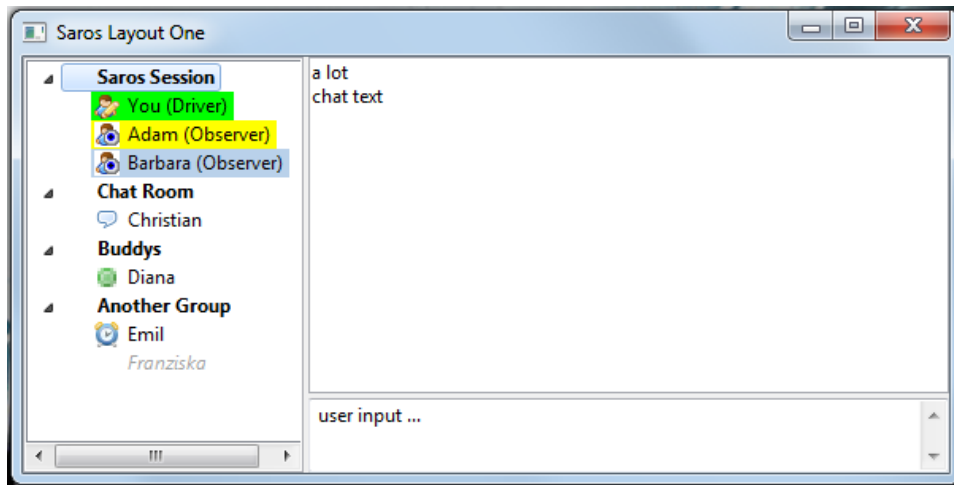 Saros Layout One
Saros Session
You (Driver)
Adam (Observer)
Barbara (Observer)
Chat Room
Christian
Buddys
Diana
Another Group
Emil
Franziska
a lot
chat text
user input ...